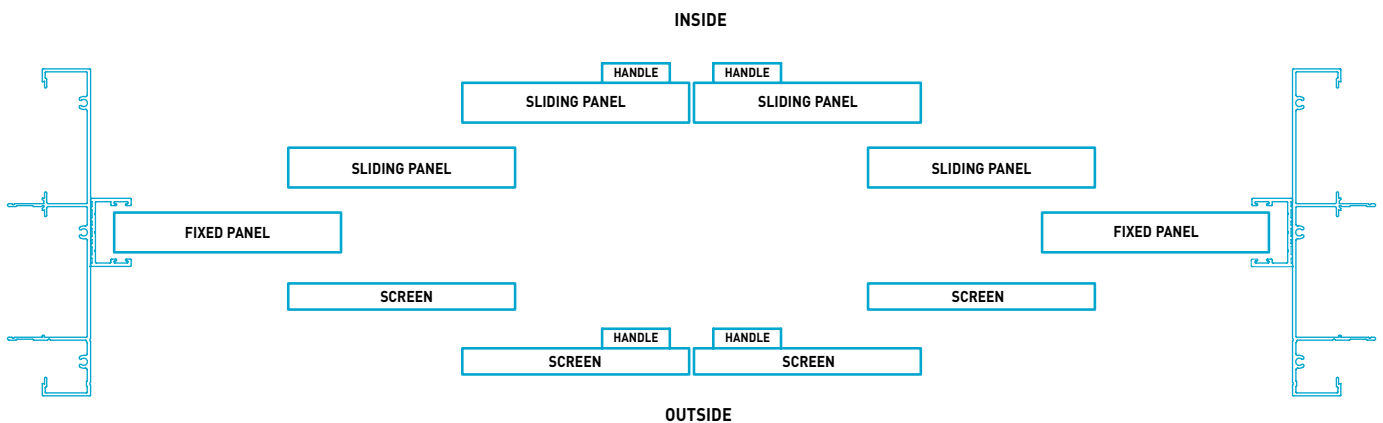 INSIDE
HANDLE HANDLE
SLIDING PANEL SLIDING PANEL
SLIDING PANEL SLIDING PANEL
FIXED PANEL FIXED PANEL
SCREEN SCREEN
HANDLE HANDLE
SCREEN SCREEN
OUTSIDE